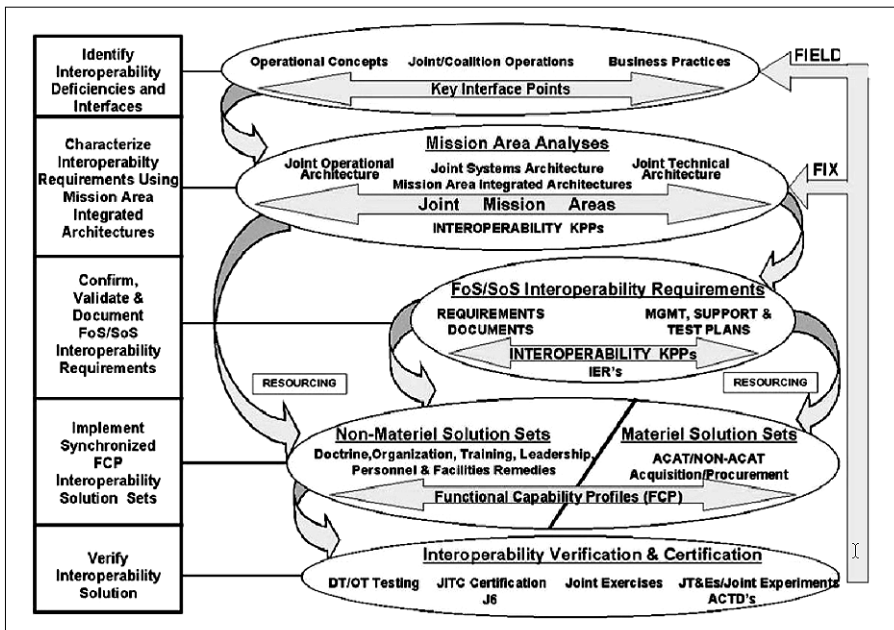 Identify
Interoperability
Deficiencies and
Interfaces
Operational Concepts Joint/Coalition Operations Business Practices
Key Interface Points
FIELD
Characterize
Interoperabilty
Requirements Using
Mission Area
Integrated
Architectures
Mission Area Analyses
Joint Operational
Architecture
Joint Systems Architecture
Mission Area Integrated Architectures
Joint Technical
Architecture
Joint Mission Areas
INTEROPERABILITY KPPs
FIX
Confirm,
Validate &
Document
FoS/SoS
Interoperability
Requirements
FoS/SoS Interoperability Requirements
REQUIREMENTS
DOCUMENTS
MGMT, SUPPORT &
TEST PLANS
INTEROPERABILITY KPPs
IER's
RESOURCING
RESOURCING
Implement
Synchronized
FCP
Interoperability
Solution Sets
Non-Materiel Solution Sets
Doctrine,Organization, Training, Leadership,
Personnel & Facilities Remedies
Materiel Solution Sets
ACAT/NON-ACAT
Acquisition/Procurement
Functional Capability Profiles (FCP)
Verify
Interoperability
Solution
Interoperability Verification & Certification
DT/OT Testing
JITC Certification
J6
Joint Exercises
JT&Es/Joint Experiments
ACTD's